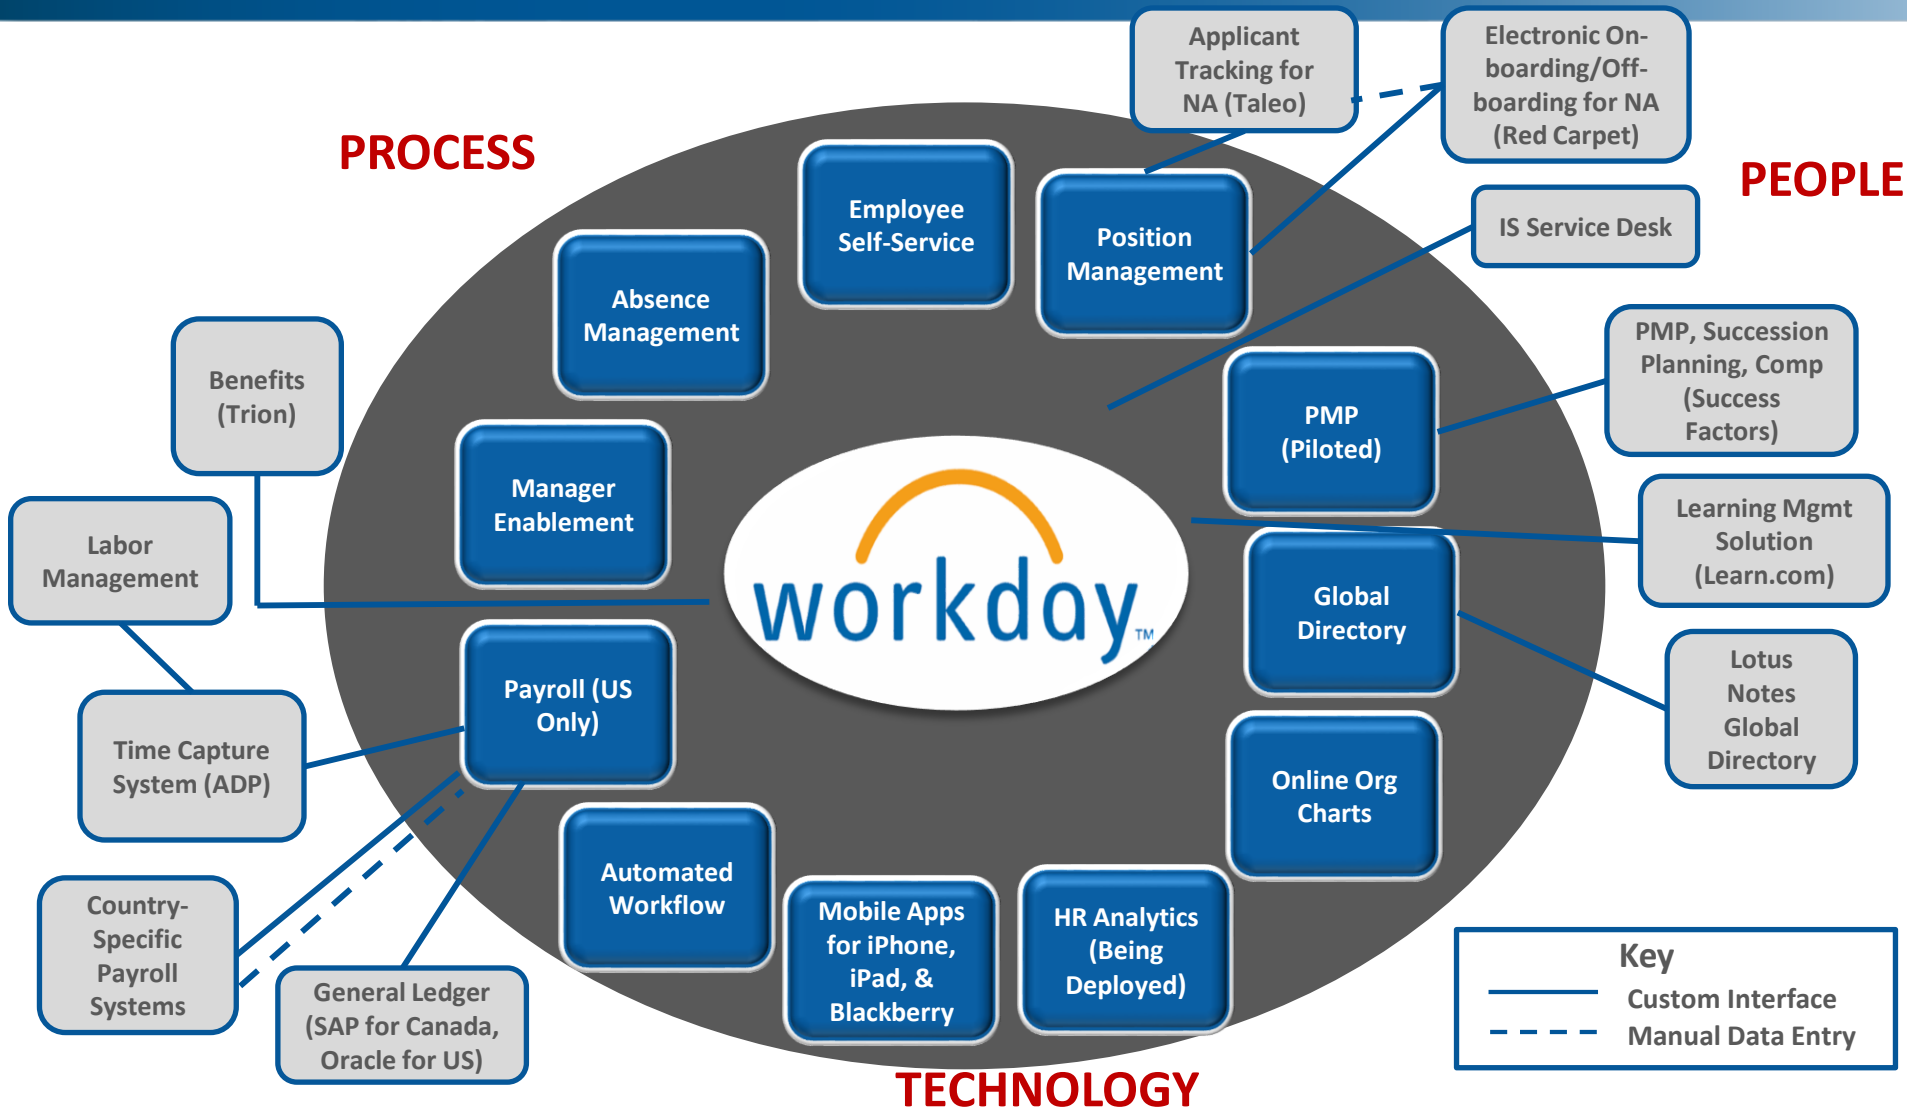 Applicant
Tracking for
NA (Taleo)
Electronic On-
boarding/Off-
boarding for NA
(Red Carpet)
PROCESS
PEOPLE
Employee
Self-Service
Position
Management
IS Service Desk
Absence
Management
PMP, Succession
Planning, Comp
(Success
Factors)
Benefits
(Trion)
PMP
(Piloted)
Manager
Enablement
Learning Mgmt
Solution
(Learn.com)
Labor
Management
workday™
Global
Directory
Lotus
Notes
Global
Directory
Payroll (US
Only)
Time Capture
System (ADP)
Online Org
Charts
Automated
Workflow
Mobile Apps
for iPhone,
iPad, &
Blackberry
HR Analytics
(Being
Deployed)
Country-
Specific
Payroll
Systems
General Ledger
(SAP for Canada,
Oracle for US)
Key
Custom Interface
Manual Data Entry
TECHNOLOGY